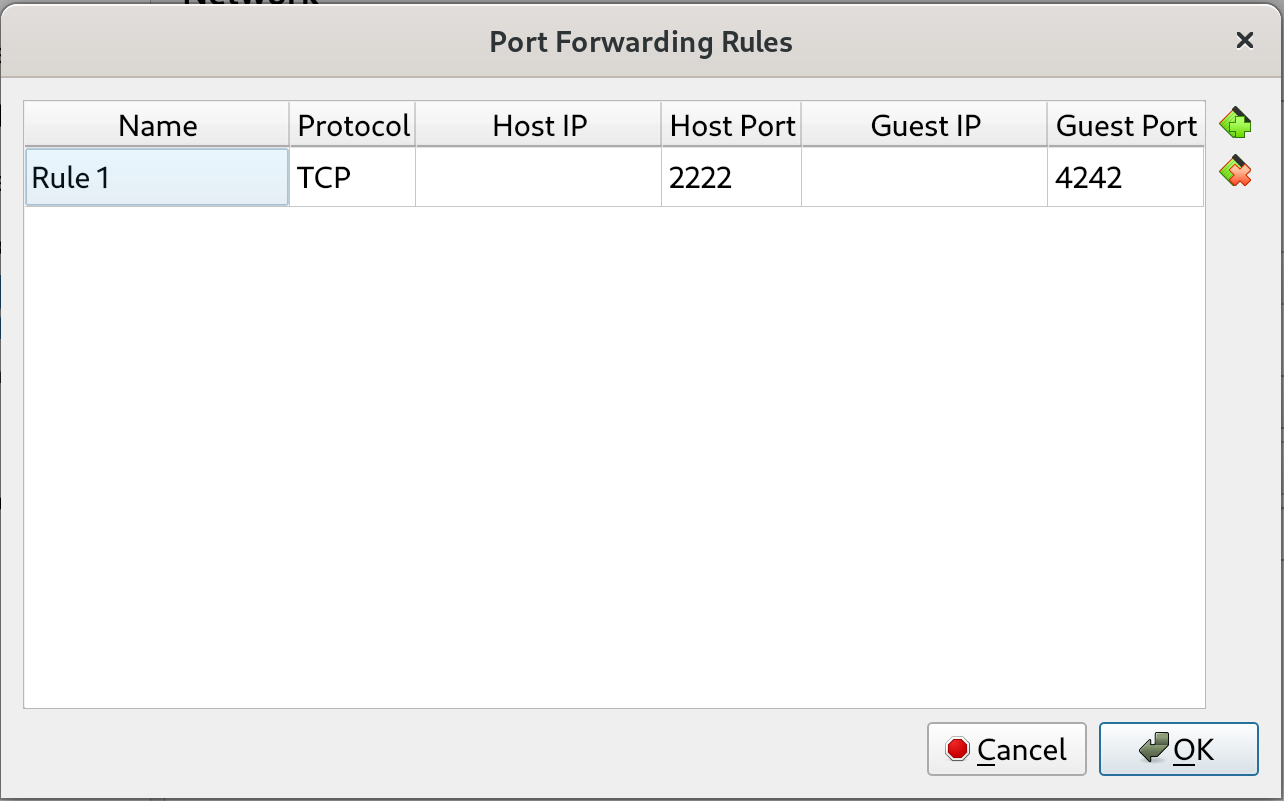 Network
Port Forwarding Rules
Name Protocol Host IP Host Port Guest IP Guest Port
Rule 1 TCP 2222 4242
Cancel OK